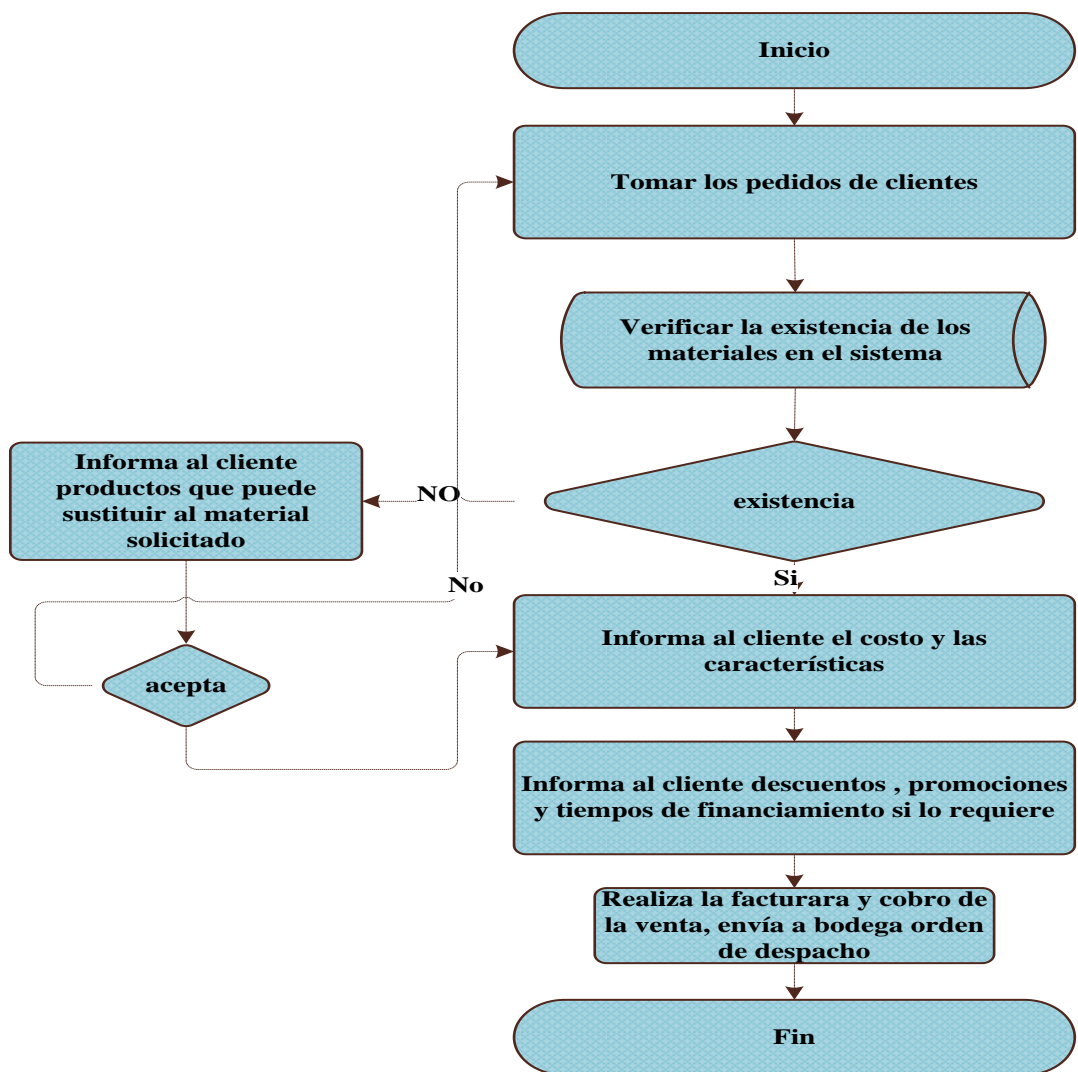 Inicio
Tomar los pedidos de clientes
Verificar la existencia de los
materiales en el sistema
existencia
NO
Informa al cliente
productos que puede
sustituir al material
solicitado
acepta
No
Si
Informa al cliente el costo y las
características
Informa al cliente descuentos , promociones
y tiempos de financiamiento si lo requiere
Realiza la facturara y cobro de
la venta, envía a bodega orden
de despacho
Fin